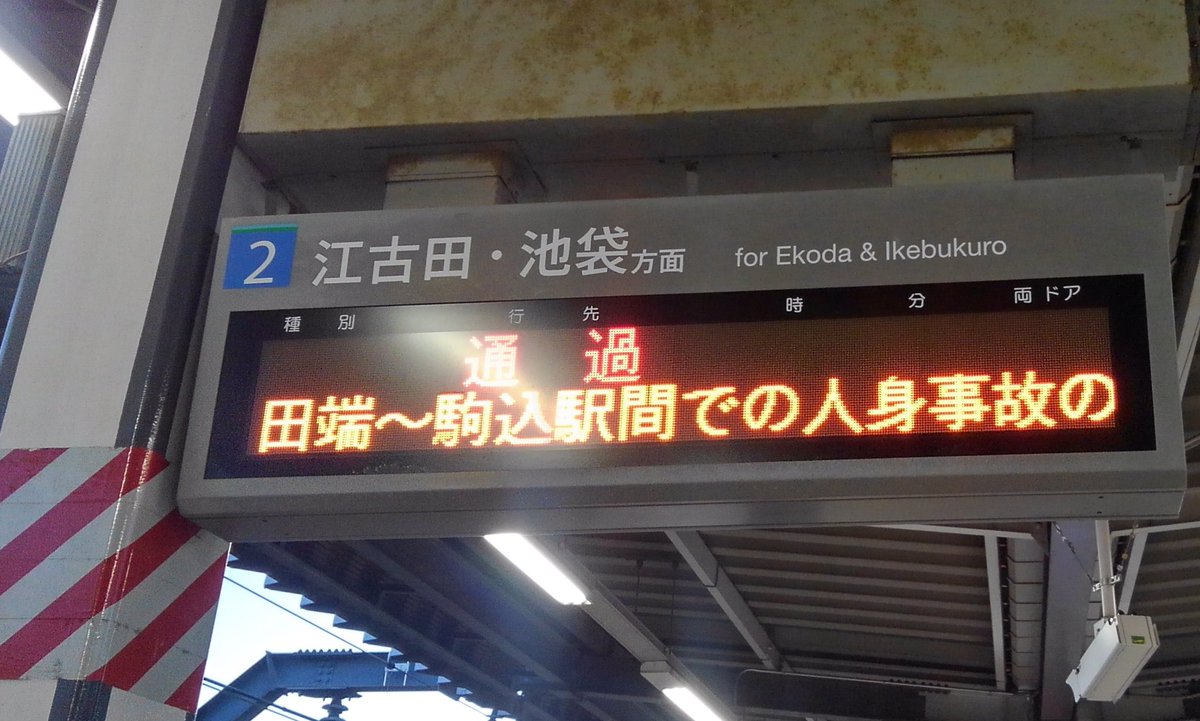 2 江古田・池袋方面 for Ekoda & Ikebukuro
種別 行先 時 分 両 ドア
通過
田端～駒込駅間での人身事故の